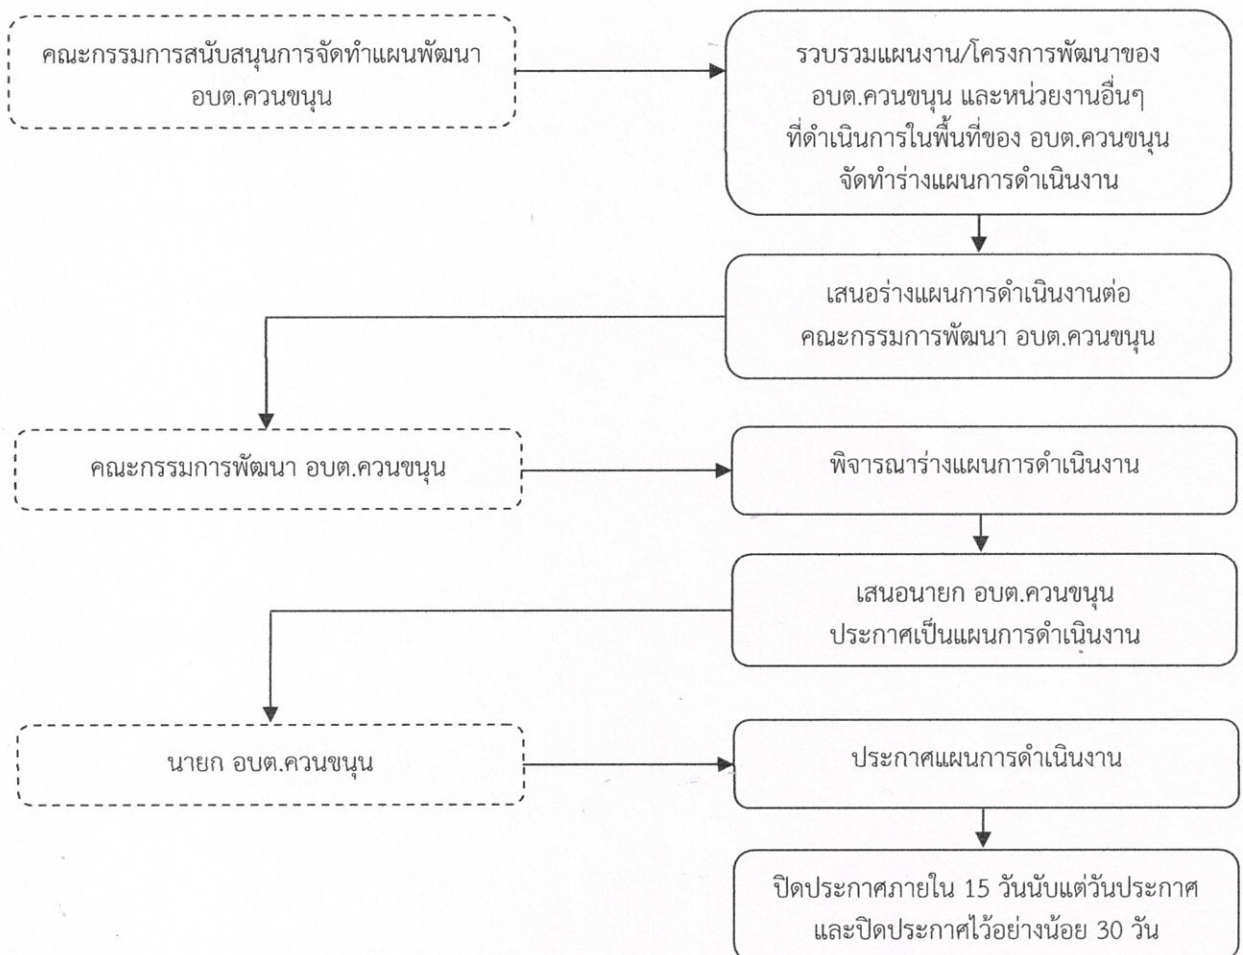 คณะกรรมการสนับสนุนการจัดทำแผนพัฒนา
อบต.ควนขนุน
รวบรวมแผนงาน/โครงการพัฒนาของ
อบต.ควนขนุน และหน่วยงานอื่นๆ
ที่ดำเนินการในพื้นที่ของ อบต.ควนขนุน
จัดทำร่างแผนการดำเนินงาน
เสนอร่างแผนการดำเนินงานต่อ
คณะกรรมการพัฒนา อบต.ควนขนุน
คณะกรรมการพัฒนา อบต.ควนขนุน
พิจารณาร่างแผนการดำเนินงาน
เสนอนายก อบต.ควนขนุน
ประกาศเป็นแผนการดำเนินงาน
นายก อบต.ควนขนุน
ประกาศแผนการดำเนินงาน
ปิดประกาศภายใน 15 วันนับแต่วันประกาศ
และปิดประกาศไว้อย่างน้อย 30 วัน